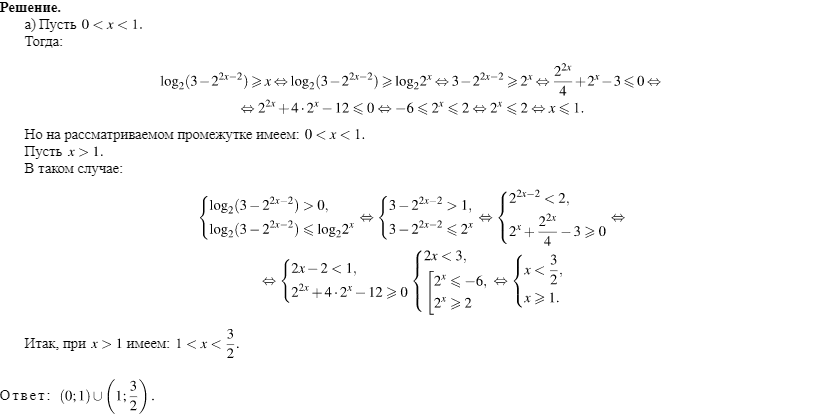 Решение.
а) Пусть 0 < x < 1.
Тогда:
log₂(3−2^{2x−2}) ⩾ x ⇔ log₂(3−2^{2x−2}) ⩾ log₂2^x ⇔ 3−2^{2x−2} ⩾ 2^x ⇔ \frac{2^{2x}}{4} + 2^x − 3 ⩽ 0 ⇔
⇔ 2^{2x} + 4·2^x − 12 ⩽ 0 ⇔ −6 ⩽ 2^x ⩽ 2 ⇔ 2^x ⩽ 2 ⇔ x ⩽ 1.
Но на рассматриваемом промежутке имеем: 0 < x < 1.
Пусть x > 1.
В таком случае:
{ log₂(3−2^{2x−2}) > 0, log₂(3−2^{2x−2}) ⩽ log₂2^x ⇔ { 3−2^{2x−2} > 1, 3−2^{2x−2} ⩽ 2^x ⇔ { 2^{2x−2} < 2, 2^x + \frac{2^{2x}}{4} − 3 ⩾ 0 ⇔
⇔ { 2x−2 < 1, 2^{2x} + 4·2^x − 12 ⩾ 0 { 2x < 3, [ 2^x ⩽ −6, 2^x ⩾ 2 ⇔ { x < \frac{3}{2}, x ⩾ 1.
Итак, при x > 1 имеем: 1 < x < \frac{3}{2}.
Ответ: (0;1)∪(1;\frac{3}{2}).